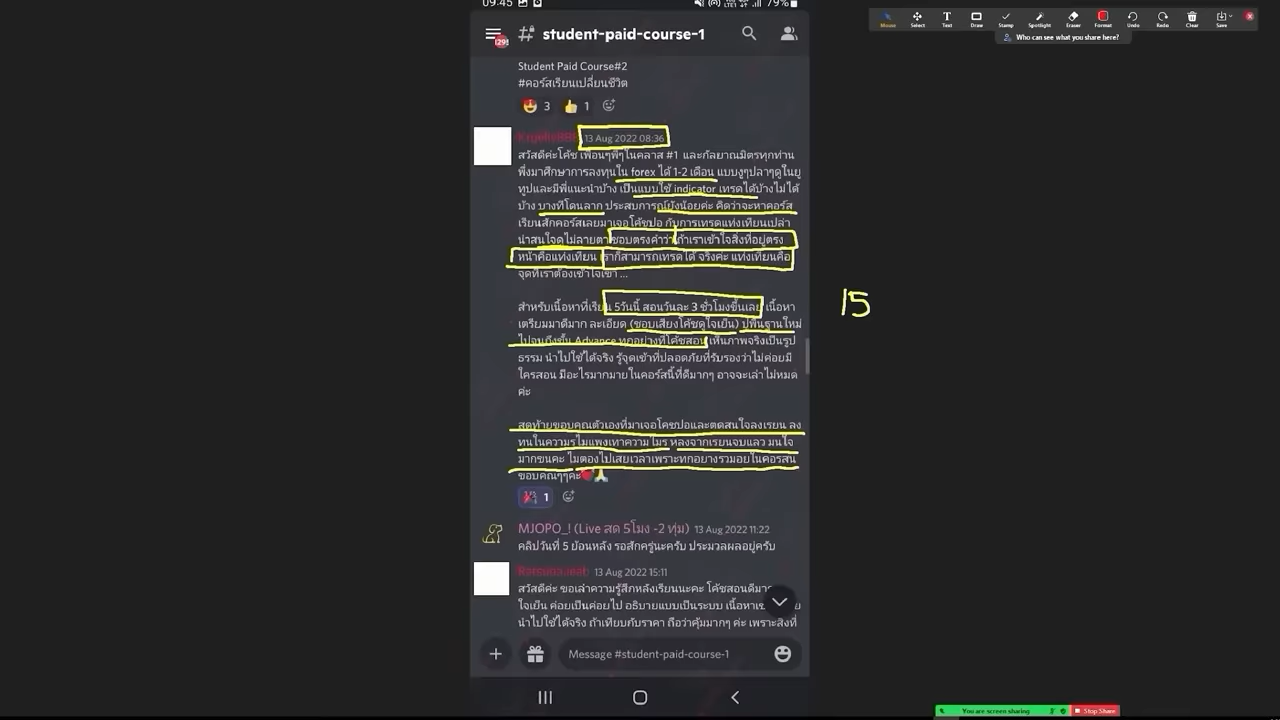 09:45
79%
Mouse Select Text Draw Stamp Spotlight Eraser Format Undo Redo Clear Save
Who can see what you share here?
student-paid-course-1
Student Paid Course#2
#คอร์สเรียนเปลี่ยนชีวิต
3 1
13 Aug 2022 08:36
สวัสดีค่ะโค้ช เพื่อนๆพี่ๆในคลาส #1 และกัลยาณมิตรทุกท่าน
พึ่งมาศึกษาการลงทุนใน forex ได้ 1-2 เดือน แบบงูๆปลาๆดูในยู
ทูปและมีพี่แนะนำบ้าง เป็นแบบใช้ indicator เทรดได้บ้างไม่ได้
บ้าง บางทีโดนลาก ประสบการณ์ยังน้อยค่ะ คิดว่าจะหาคอร์ส
เรียนสักคอร์สเลยมาเจอโค้ชปอ กับการเทรดแท่งเทียนเปล่า
น่าสนใจดูไม่ลายตา ชอบตรงคำว่า ถ้าเราเข้าใจสิ่งที่อยู่ตรง
หน้าคือแท่งเทียน เราก็สามารถเทรดได้ จริงค่ะ แท่งเทียนคือ
จุดที่เราต้องเข้าใจเขา ...
สำหรับเนื้อหาที่เรียน 5วันนี้ สอนวันละ 3 ชั่วโมงขึ้นเลย เนื้อหา
เตรียมมาดีมาก ละเอียด (ชอบเสียงโค้ชดูใจเย็น) ปูพื้นฐานใหม่
ไปจนถึงขั้น Advance ทุกอย่างที่โค้ชสอน เห็นภาพจริงเป็นรูป
ธรรม นำไปใช้ได้จริง รู้จุดเข้าที่ปลอดภัยที่รับรองว่าไม่ค่อยมี
ใครสอน มีอะไรมากมายในคอร์สนี้ที่ดีมากๆ อาจจะเล่าไม่หมด
ค่ะ
15
สุดท้ายขอบคุณตัวเองที่มาเจอโค้ชปอและตัดสินใจลงเรียน ลง
ทุนในความรู้ไม่แพงเท่าความไม่รู้ หลังจากเรียนจบแล้ว มั่นใจ
มากขึ้นค่ะ ไม่ต้องไปเสียเวลาเพราะทุกอย่างรวมอยู่ในคอร์สนี้
ขอบคุณๆๆค่ะ
1
MJOPO_! (Live สด 5โมง -2 ทุ่ม) 13 Aug 2022 11:22
คลิปวันที่ 5 ย้อนหลัง รอสักครู่นะครับ ประมวลผลอยู่ครับ
13 Aug 2022 15:11
สวัสดีค่ะ ขอเล่าความรู้สึกหลังเรียนนะคะ โค้ชสอนดีมาก
ใจเย็น ค่อยเป็นค่อยไป อธิบายแบบเป็นระบบ
นำไปใช้ได้จริง ถ้าเทียบกับราคา ถือว่าคุ้มมากๆ ค่ะ เพราะสิ่งที่
Message #student-paid-course-1
You are screen sharing Stop Share